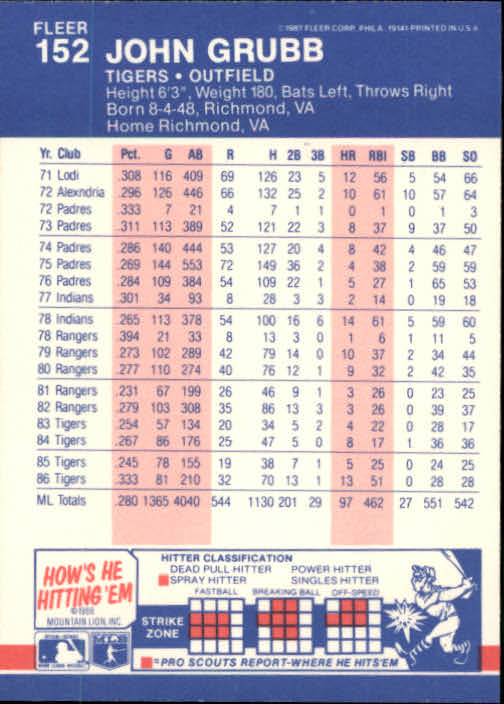 FLEER ©1987 FLEER CORP. PHILA. 19141-PRINTED IN U.S.A.
152 JOHN GRUBB
TIGERS • OUTFIELD
Height 6'3", Weight 180, Bats Left, Throws Right
Born 8-4-48, Richmond, VA
Home Richmond, VA
Yr. Club Pct. G AB R H 2B 3B HR RBI SB BB SO
71 Lodi .308 116 409 69 126 23 5 12 56 5 54 66
72 Alexndria .296 126 446 66 132 25 2 10 61 10 57 64
72 Padres .333 7 21 4 7 1 1 0 1 0 1 3
73 Padres .311 113 389 52 121 22 3 8 37 9 37 50
74 Padres .286 140 444 53 127 20 4 8 42 4 46 47
75 Padres .269 144 553 72 149 36 2 4 38 2 59 59
76 Padres .284 109 384 54 109 22 1 5 27 1 65 53
77 Indians .301 34 93 8 28 3 3 2 14 0 19 18
78 Indians .265 113 378 54 100 16 6 14 61 5 59 60
78 Rangers .394 21 33 8 13 3 0 1 6 1 11 5
79 Rangers .273 102 289 42 79 14 0 10 37 2 34 44
80 Rangers .277 110 274 40 76 12 1 9 32 2 42 35
81 Rangers .231 67 199 26 46 9 1 3 26 0 23 25
82 Rangers .279 103 308 35 86 13 3 3 26 0 39 37
83 Tigers .254 57 134 20 34 5 2 4 22 0 28 17
84 Tigers .267 86 176 25 47 5 0 8 17 1 36 36
85 Tigers .245 78 155 19 38 7 1 5 25 0 24 25
86 Tigers .333 81 210 32 70 13 1 13 51 0 28 28
ML Totals .280 1365 4040 544 1130 201 29 97 462 27 551 542
HOW'S HE
HITTING 'EM
©1986
MOUNTAIN LION, INC.
HITTER CLASSIFICATION
DEAD PULL HITTER POWER HITTER
SPRAY HITTER SINGLES HITTER
FASTBALL BREAKING BALL OFF-SPEED
STRIKE
ZONE
=PRO SCOUTS REPORT-WHERE HE HITS'EM